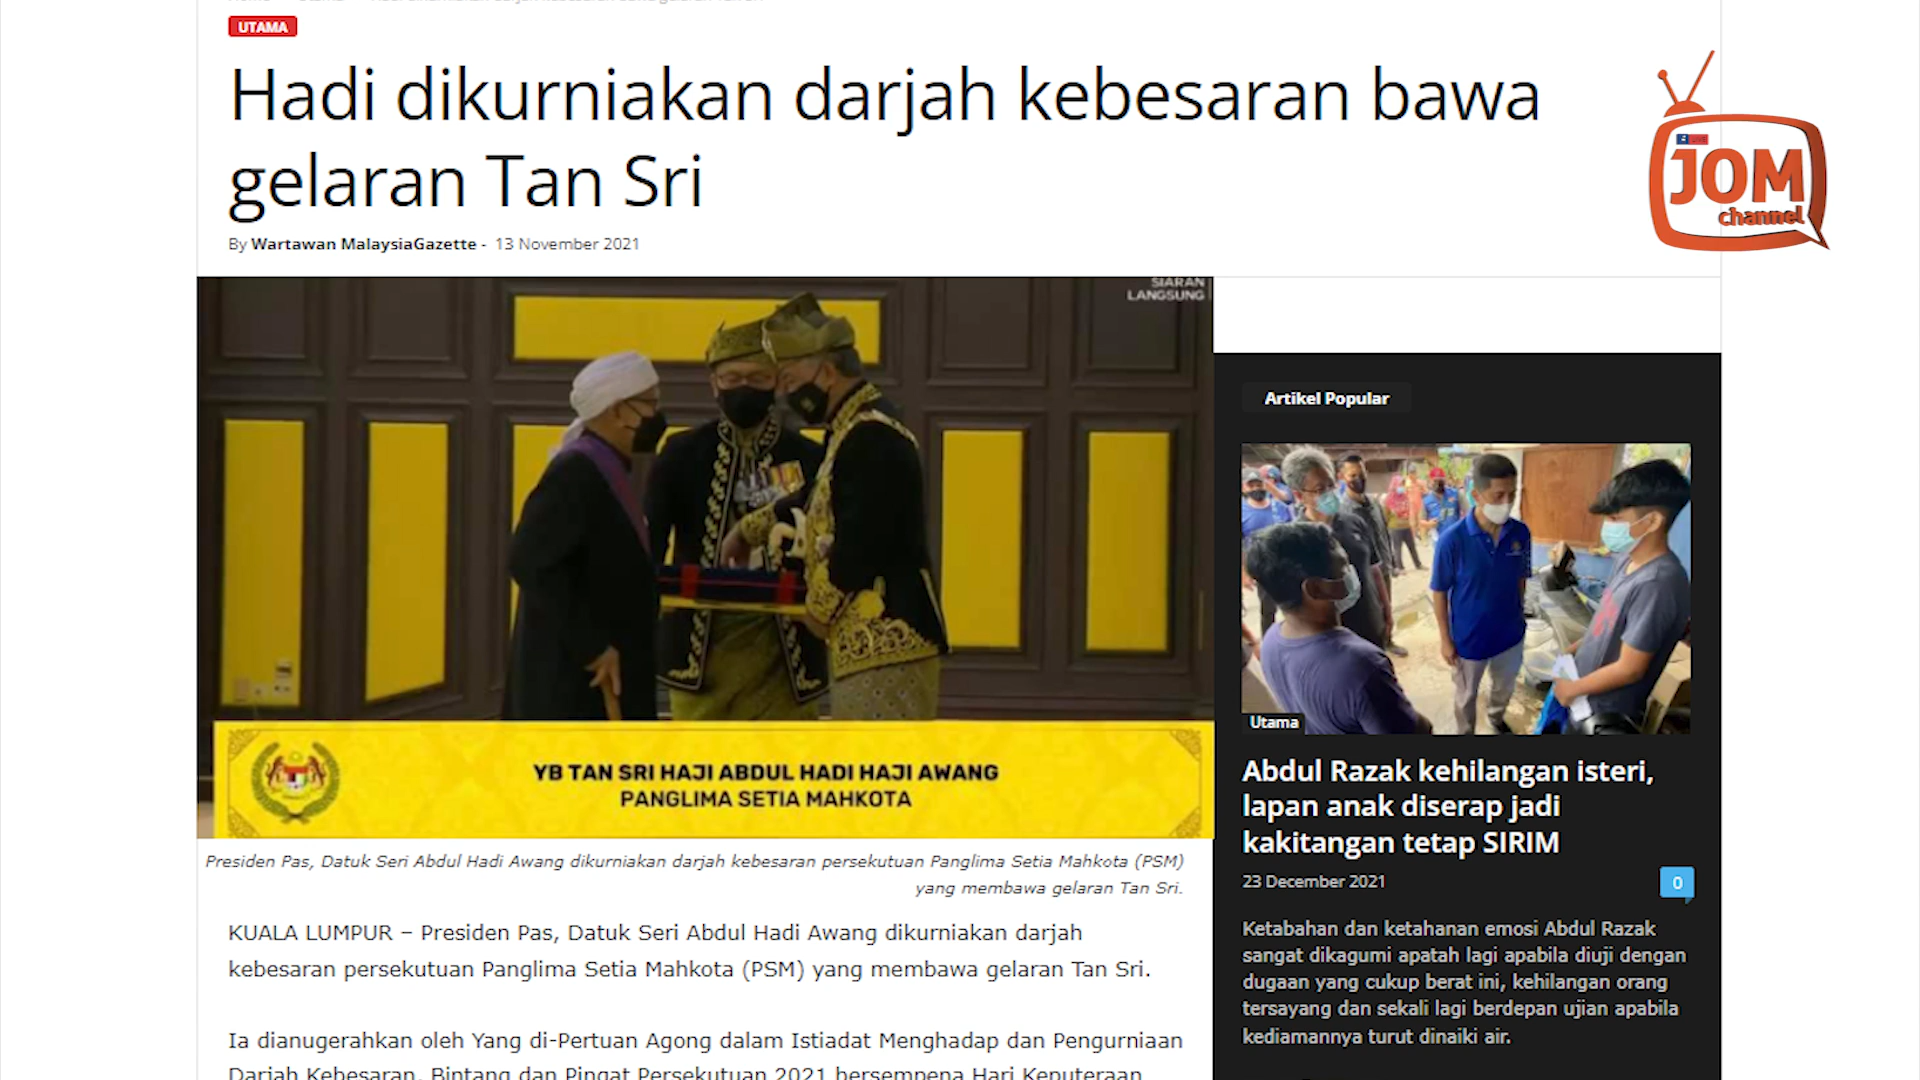 UTAMA
Hadi dikurniakan darjah kebesaran bawa
gelaran Tan Sri
By Wartawan MalaysiaGazette - 13 November 2021
JOM
channel
SIARAN
LANGSUNG
YB TAN SRI HAJI ABDUL HADI HAJI AWANG
PANGLIMA SETIA MAHKOTA
Presiden Pas, Datuk Seri Abdul Hadi Awang dikurniakan darjah kebesaran persekutuan Panglima Setia Mahkota (PSM)
yang membawa gelaran Tan Sri.
KUALA LUMPUR – Presiden Pas, Datuk Seri Abdul Hadi Awang dikurniakan darjah
kebesaran persekutuan Panglima Setia Mahkota (PSM) yang membawa gelaran Tan Sri.
Ia dianugerahkan oleh Yang di-Pertuan Agong dalam Istiadat Menghadap dan Pengurniaan
Darjah Kebesaran, Bintang dan Pingat Persekutuan 2021 bersempena Hari Keputeraan
Artikel Popular
Utama
Abdul Razak kehilangan isteri,
lapan anak diserap jadi
kakitangan tetap SIRIM
23 December 2021
0
Ketabahan dan ketahanan emosi Abdul Razak
sangat dikagumi apatah lagi apabila diuji dengan
dugaan yang cukup berat ini, kehilangan orang
tersayang dan sekali lagi berdepan ujian apabila
kediamannya turut dinaiki air.